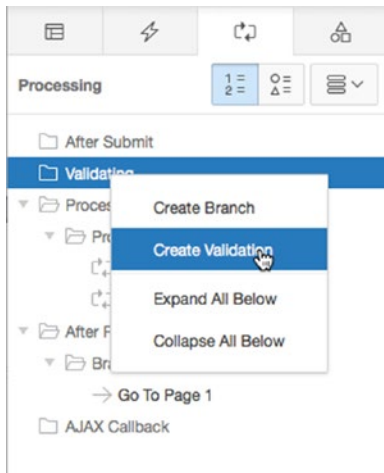 Processing
1 =
2 =
After Submit
Validating
Create Branch
Create Validation
Expand All Below
Collapse All Below
Go To Page 1
AJAX Callback